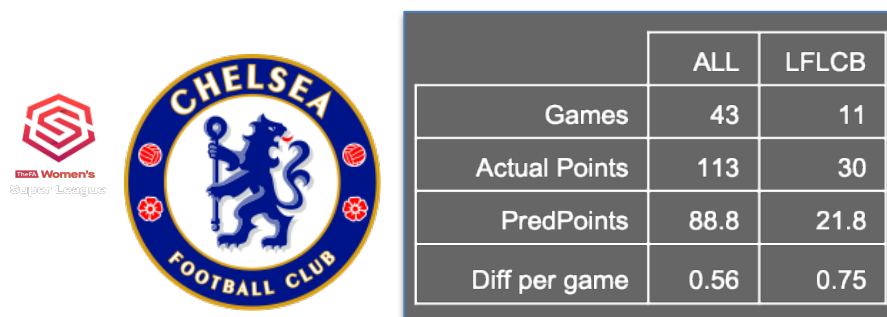 TheFA Women's
Super League
CHELSEA
FOOTBALL CLUB
ALL LFLCB
Games 43 11
Actual Points 113 30
PredPoints 88.8 21.8
Diff per game 0.56 0.75